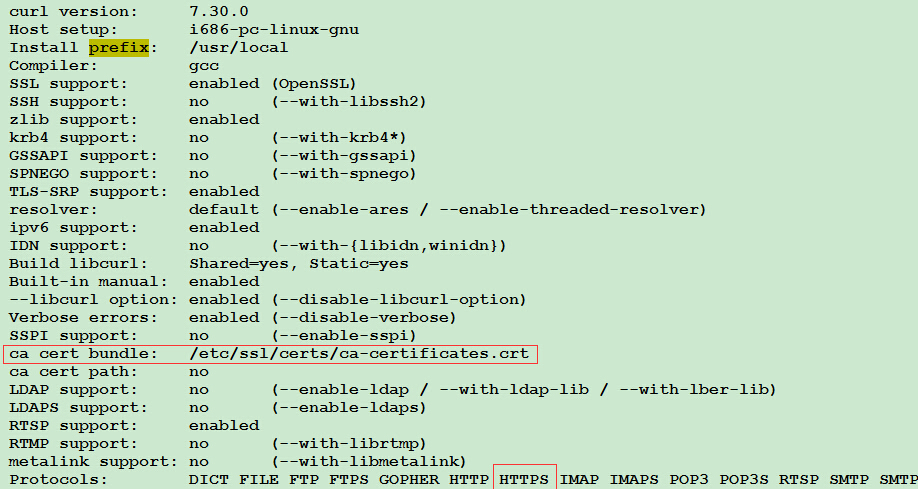 curl version:     7.30.0
Host setup:       i686-pc-linux-gnu
Install prefix:   /usr/local
Compiler:         gcc
SSL support:      enabled (OpenSSL)
SSH support:      no      (--with-libssh2)
zlib support:     enabled
krb4 support:     no      (--with-krb4*)
GSSAPI support:   no      (--with-gssapi)
SPNEGO support:   no      (--with-spnego)
TLS-SRP support:  enabled
resolver:         default (--enable-ares / --enable-threaded-resolver)
ipv6 support:     enabled
IDN support:      no      (--with-{libidn,winidn})
Build libcurl:    Shared=yes, Static=yes
Built-in manual:  enabled
--libcurl option: enabled (--disable-libcurl-option)
Verbose errors:   enabled (--disable-verbose)
SSPI support:     no      (--enable-sspi)
ca cert bundle:   /etc/ssl/certs/ca-certificates.crt
ca cert path:     no
LDAP support:     no      (--enable-ldap / --with-ldap-lib / --with-lber-lib)
LDAPS support:    no      (--enable-ldaps)
RTSP support:     enabled
RTMP support:     no      (--with-librtmp)
metalink support: no      (--with-libmetalink)
Protocols:        DICT FILE FTP FTPS GOPHER HTTP HTTPS IMAP IMAPS POP3 POP3S RTSP SMTP SMTP